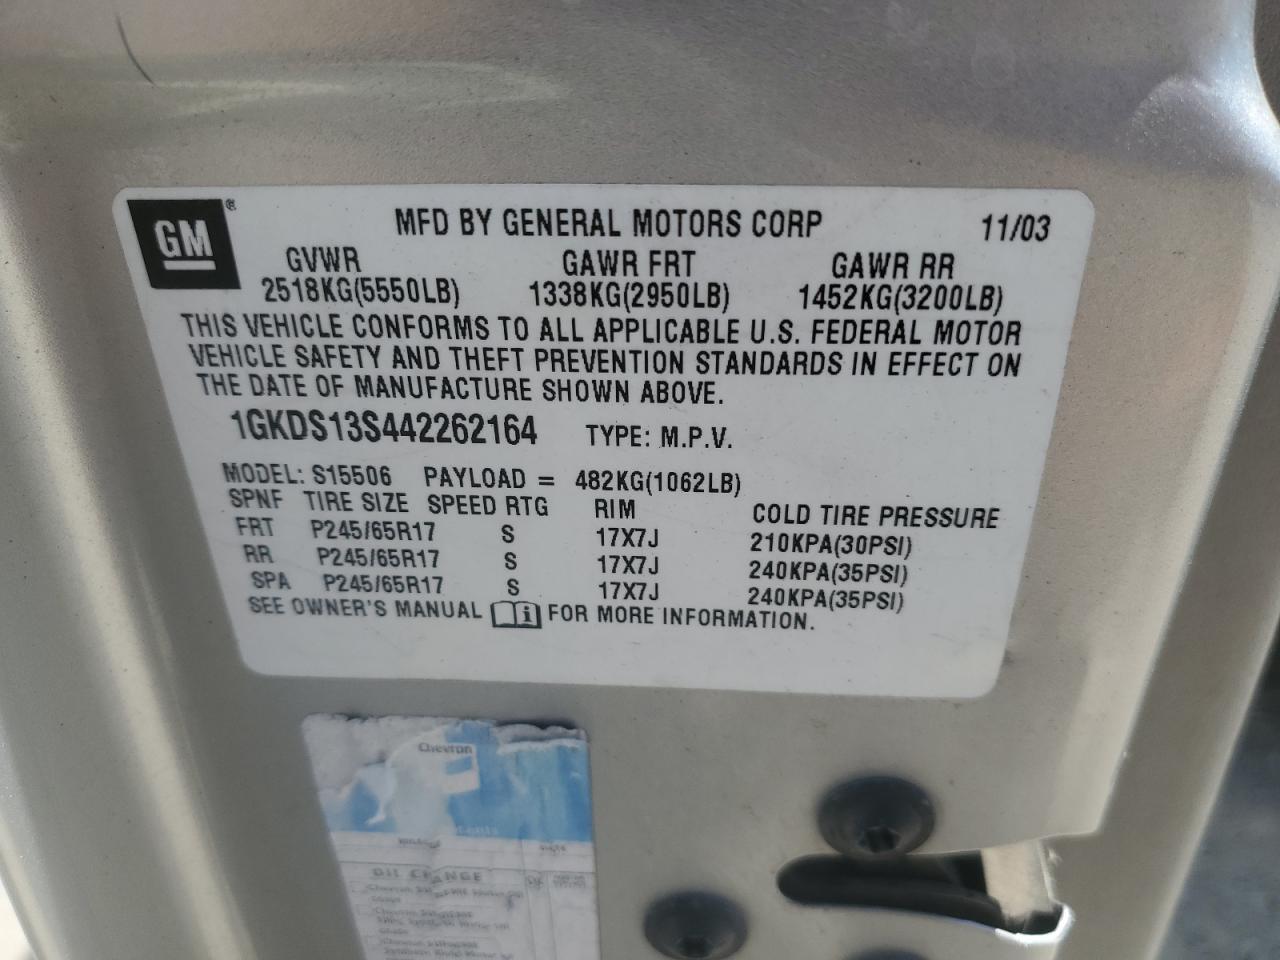 GM ®
MFD BY GENERAL MOTORS CORP 11/03
GVWR GAWR FRT GAWR RR
2518KG(5550LB) 1338KG(2950LB) 1452KG(3200LB)
THIS VEHICLE CONFORMS TO ALL APPLICABLE U.S. FEDERAL MOTOR
VEHICLE SAFETY AND THEFT PREVENTION STANDARDS IN EFFECT ON
THE DATE OF MANUFACTURE SHOWN ABOVE.
1GKDS13S442262164 TYPE: M.P.V.
MODEL: S15506 PAYLOAD = 482KG(1062LB)
SPNF TIRE SIZE SPEED RTG RIM COLD TIRE PRESSURE
FRT P245/65R17 S 17X7J 210KPA(30PSI)
RR P245/65R17 S 17X7J 240KPA(35PSI)
SPA P245/65R17 S 17X7J 240KPA(35PSI)
SEE OWNER'S MANUAL i FOR MORE INFORMATION.
Chevron
OIL CHANGE